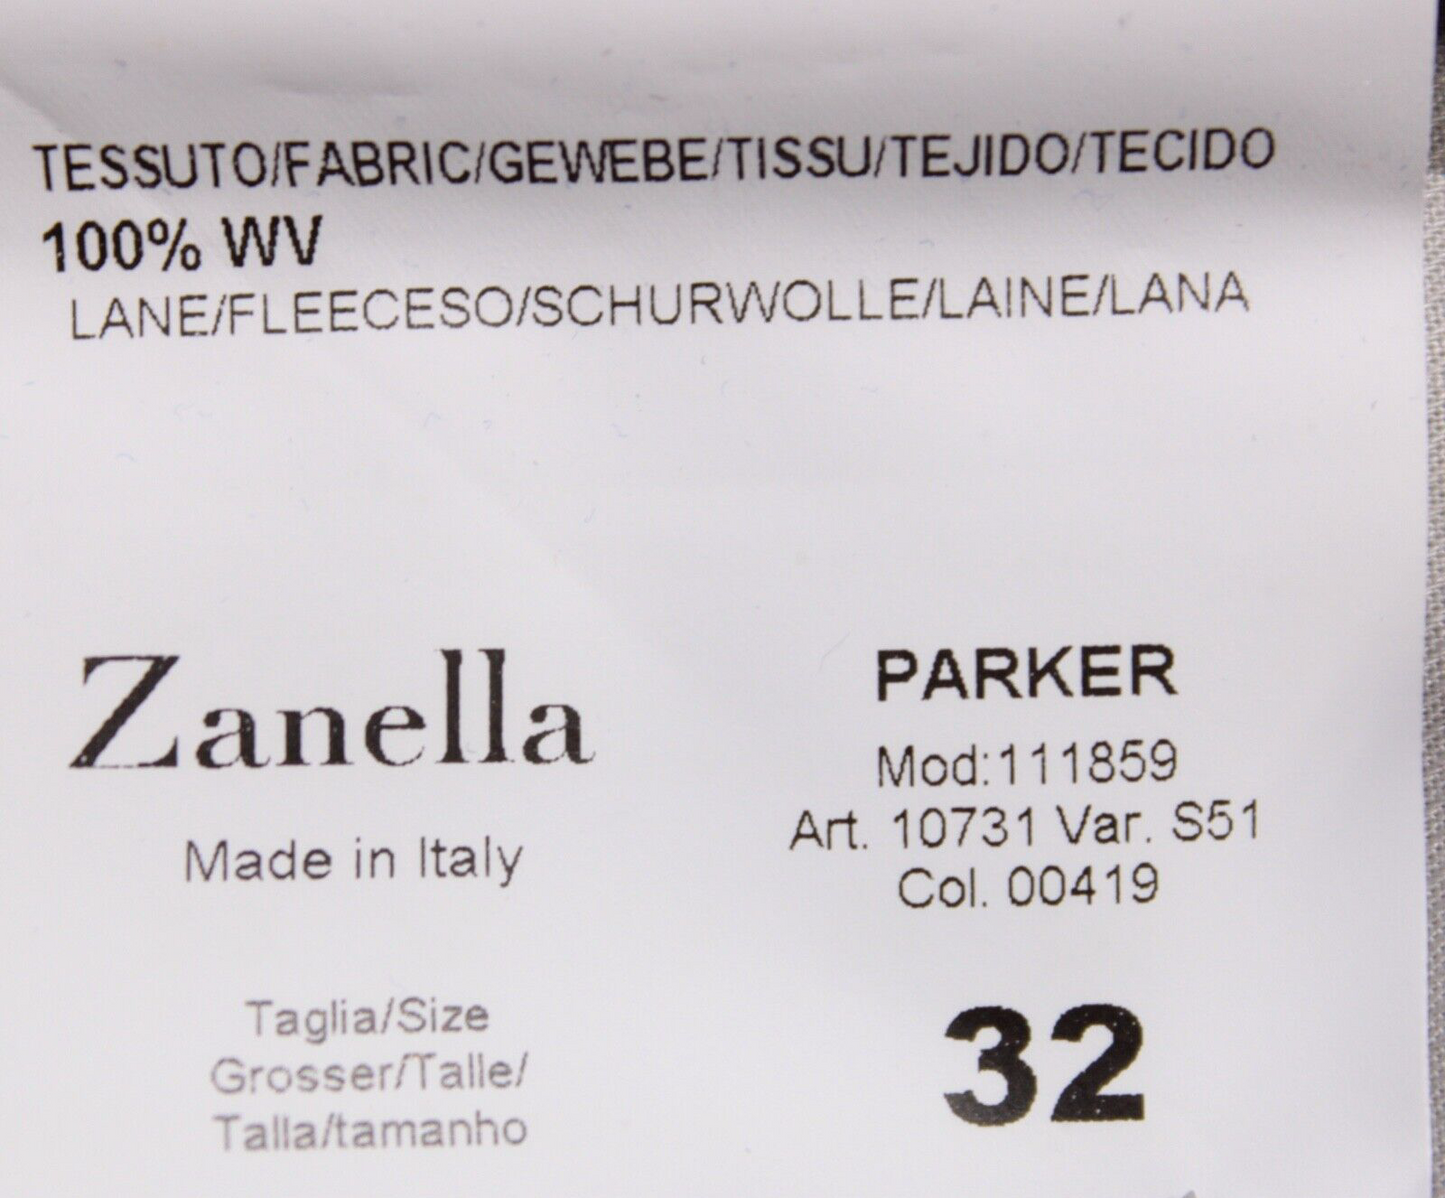 TESSUTO/FABRIC/GEWEBE/TISSU/TEJIDO/TECIDO
100% WV
LANE/FLEECESO/SCHURWOLLE/LAINE/LANA
Zanella
Made in Italy
Taglia/Size
Grosser/Talle/
Talla/tamanho
PARKER
Mod:111859
Art. 10731 Var. S51
Col. 00419
32